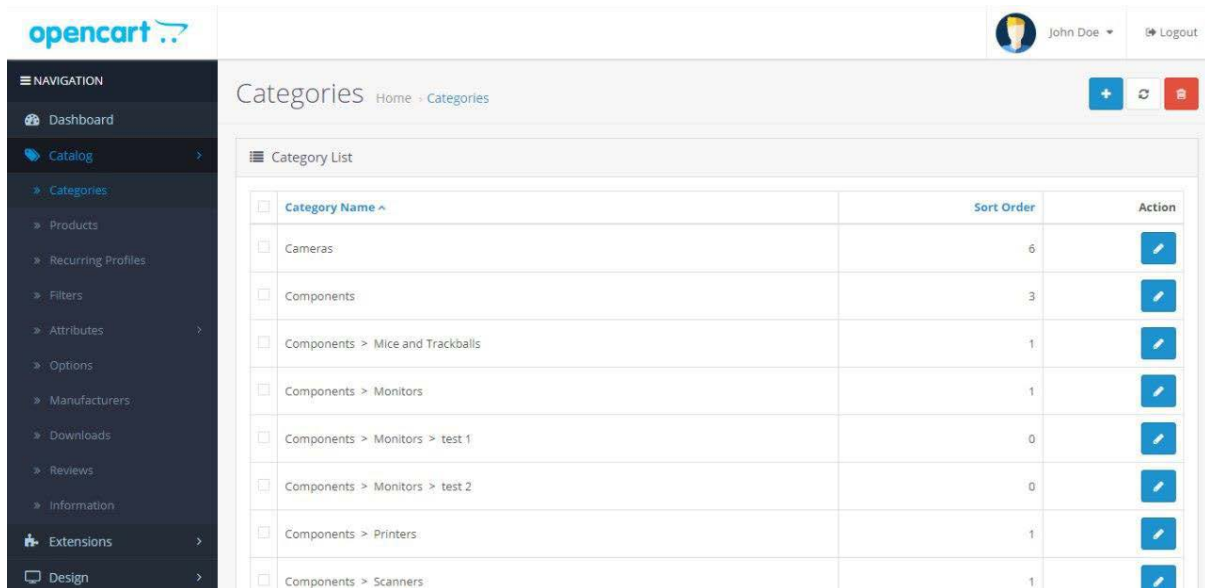 opencart
John Doe
Logout
NAVIGATION
Dashboard
Catalog
Categories
Products
Recurring Profiles
Filters
Attributes
Options
Manufacturers
Downloads
Reviews
Information
Extensions
Design
Categories Home › Categories
Category List
Category Name Sort Order Action
Cameras 6
Components 3
Components > Mice and Trackballs 1
Components > Monitors 1
Components > Monitors > test 1 0
Components > Monitors > test 2 0
Components > Printers 1
Components > Scanners 1